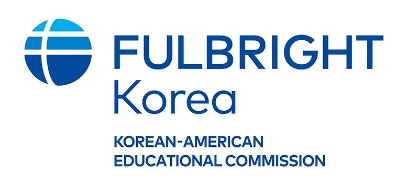 FULBRIGHT
Korea
KOREAN-AMERICAN
EDUCATIONAL COMMISSION